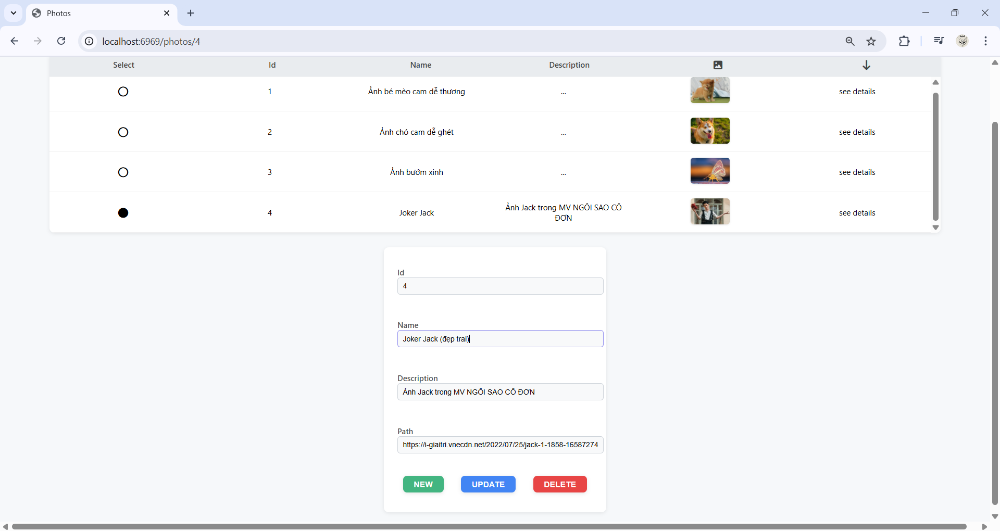 Photos
localhost:6969/photos/4
Select Id Name Description
1 Ảnh bé mèo cam dễ thương ... see details
2 Ảnh chó cam dễ ghét ... see details
3 Ảnh bướm xinh ... see details
4 Joker Jack Ảnh Jack trong MV NGÔI SAO CÔ ĐƠN see details
Id
4
Name
Joker Jack (đẹp trai)
Description
Ảnh Jack trong MV NGÔI SAO CÔ ĐƠN
Path
https://i-giaitri.vnecdn.net/2022/07/25/jack-1-1858-16587274
NEW UPDATE DELETE